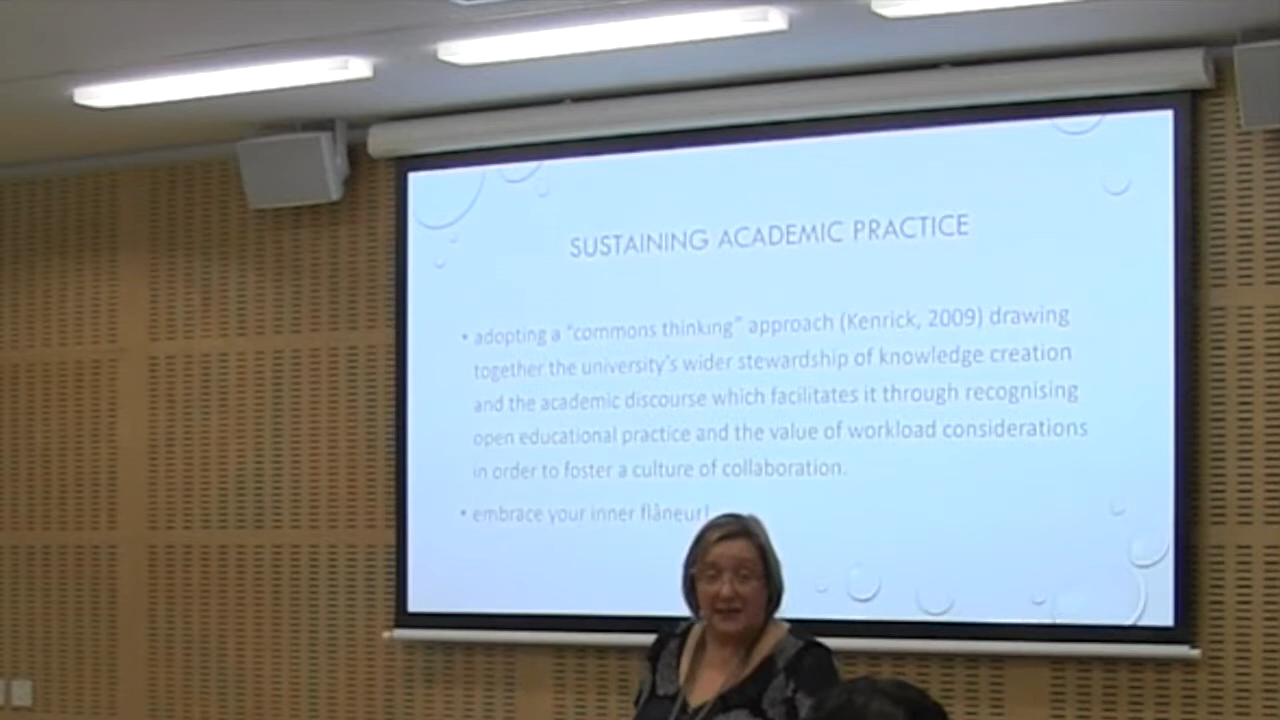 SUSTAINING ACADEMIC PRACTICE
• adopting a "commons thinking" approach (Kenrick, 2009) drawing
together the university's wider stewardship of knowledge creation
and the academic discourse which facilitates it through recognising
open educational practice and the value of workload considerations
in order to foster a culture of collaboration.
• embrace your inner flâneur!